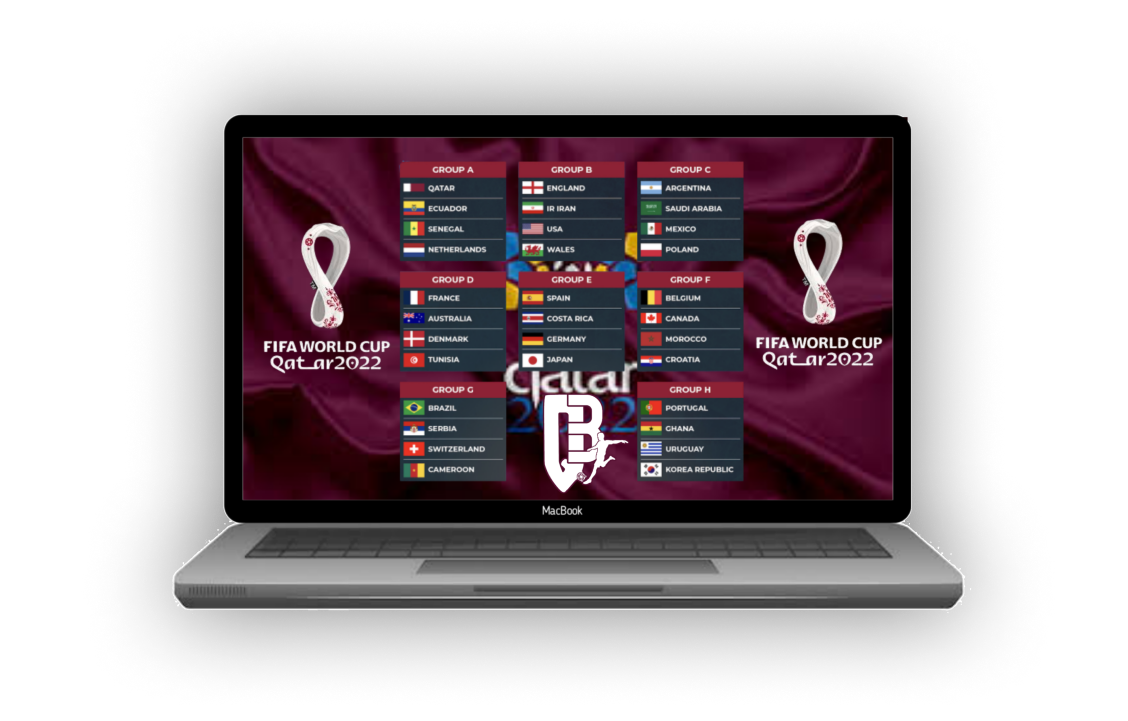 GROUP A
QATAR
ECUADOR
SENEGAL
NETHERLANDS
GROUP B
ENGLAND
IR IRAN
USA
WALES
GROUP C
ARGENTINA
SAUDI ARABIA
MEXICO
POLAND
FIFA WORLD CUP
Qatar2022
GROUP D
FRANCE
AUSTRALIA
DENMARK
TUNISIA
GROUP E
SPAIN
COSTA RICA
GERMANY
JAPAN
GROUP F
BELGIUM
CANADA
MOROCCO
CROATIA
FIFA WORLD CUP
Qatar2022
GROUP G
BRAZIL
SERBIA
SWITZERLAND
CAMEROON
Qatar
2022
B
GROUP H
PORTUGAL
GHANA
URUGUAY
KOREA REPUBLIC
MacBook